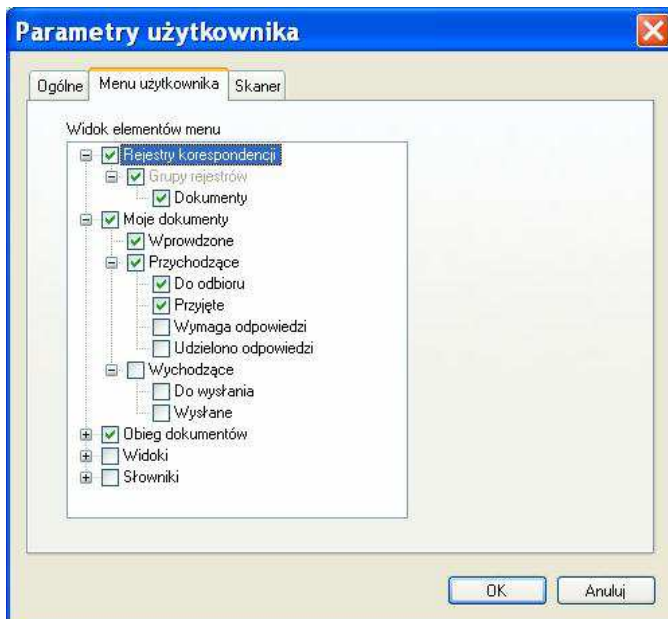 Parametry użytkownika
Ogólne Menu użytkownika Skaner
Widok elementów menu
Rejestry korespondencji
Grupy rejestrów
Dokumenty
Moje dokumenty
Wprowdzone
Przychodzące
Do odbioru
Przyjęte
Wymaga odpowiedzi
Udzielono odpowiedzi
Wychodzące
Do wysłania
Wysłane
Obieg dokumentów
Widoki
Słowniki
OK Anuluj